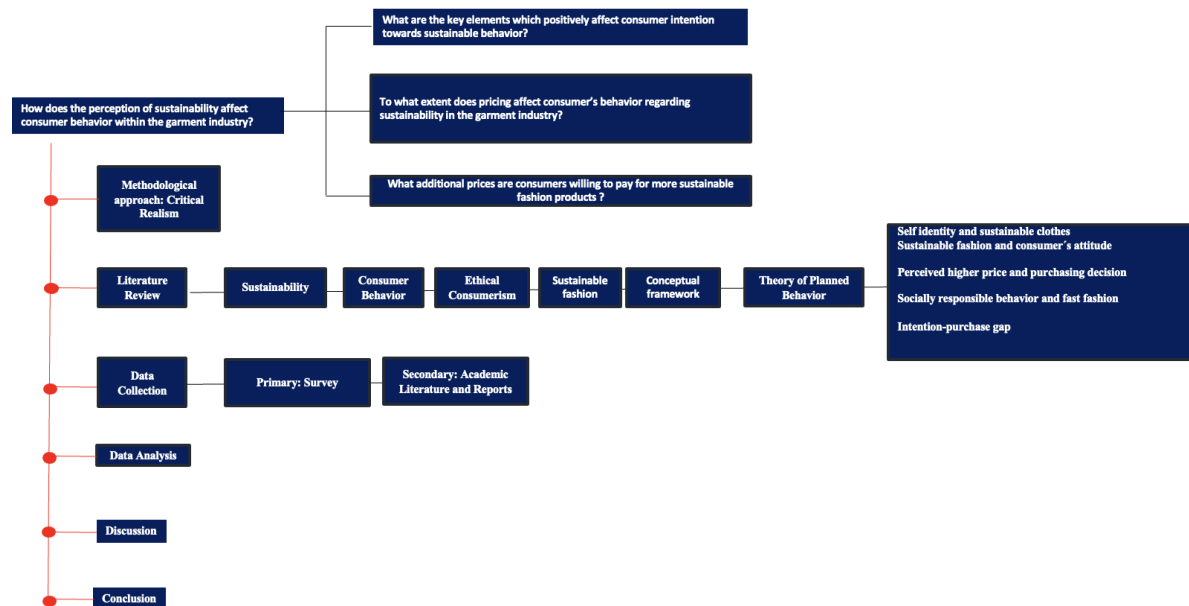 What are the key elements which positively affect consumer intention
towards sustainable behavior?
How does the perception of sustainability affect
consumer behavior within the garment industry?
To what extent does pricing affect consumer's behavior regarding
sustainability in the garment industry?
What additional prices are consumers willing to pay for more sustainable
fashion products ?
Methodological
approach: Critical
Realism
Literature
Review
Sustainability
Consumer
Behavior
Ethical
Consumerism
Sustainable
fashion
Conceptual
framework
Theory of Planned
Behavior
Self identity and sustainable clothes
Sustainable fashion and consumer´s attitude
Perceived higher price and purchasing decision
Socially responsible behavior and fast fashion
Intention-purchase gap
Data
Collection
Primary: Survey
Secondary: Academic
Literature and Reports
Data Analysis
Discussion
Conclusion